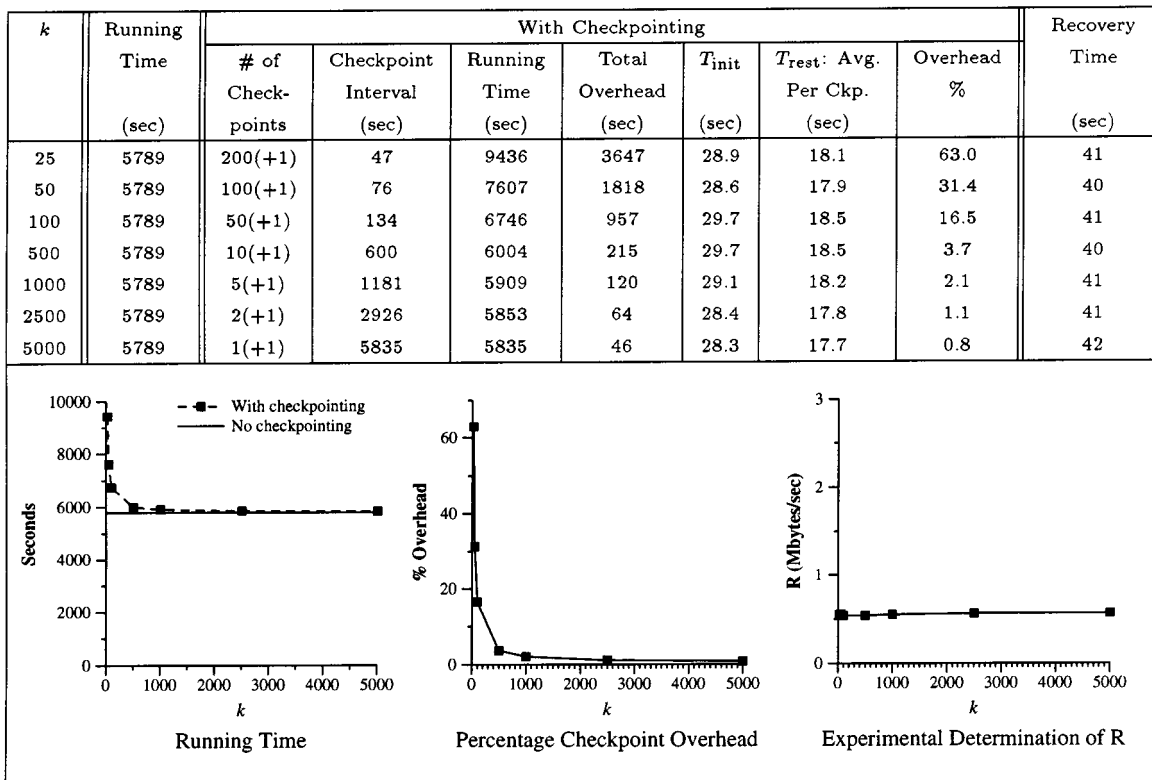 k Running With Checkpointing Recovery
Time # of Checkpoint Running Total T_init T_rest: Avg. Overhead Time
Check- Interval Time Overhead Per Ckp. %
(sec) points (sec) (sec) (sec) (sec) (sec) (sec)
25 5789 200(+1) 47 9436 3647 28.9 18.1 63.0 41
50 5789 100(+1) 76 7607 1818 28.6 17.9 31.4 40
100 5789 50(+1) 134 6746 957 29.7 18.5 16.5 41
500 5789 10(+1) 600 6004 215 29.7 18.5 3.7 40
1000 5789 5(+1) 1181 5909 120 29.1 18.2 2.1 41
2500 5789 2(+1) 2926 5853 64 28.4 17.8 1.1 41
5000 5789 1(+1) 5835 5835 46 28.3 17.7 0.8 42
10000
8000
6000
4000
2000
0
Seconds
With checkpointing
No checkpointing
0 1000 2000 3000 4000 5000
k
Running Time
60
40
20
0
% Overhead
0 1000 2000 3000 4000 5000
k
Percentage Checkpoint Overhead
3
2
1
0
R (Mbytes/sec)
0 1000 2000 3000 4000 5000
k
Experimental Determination of R